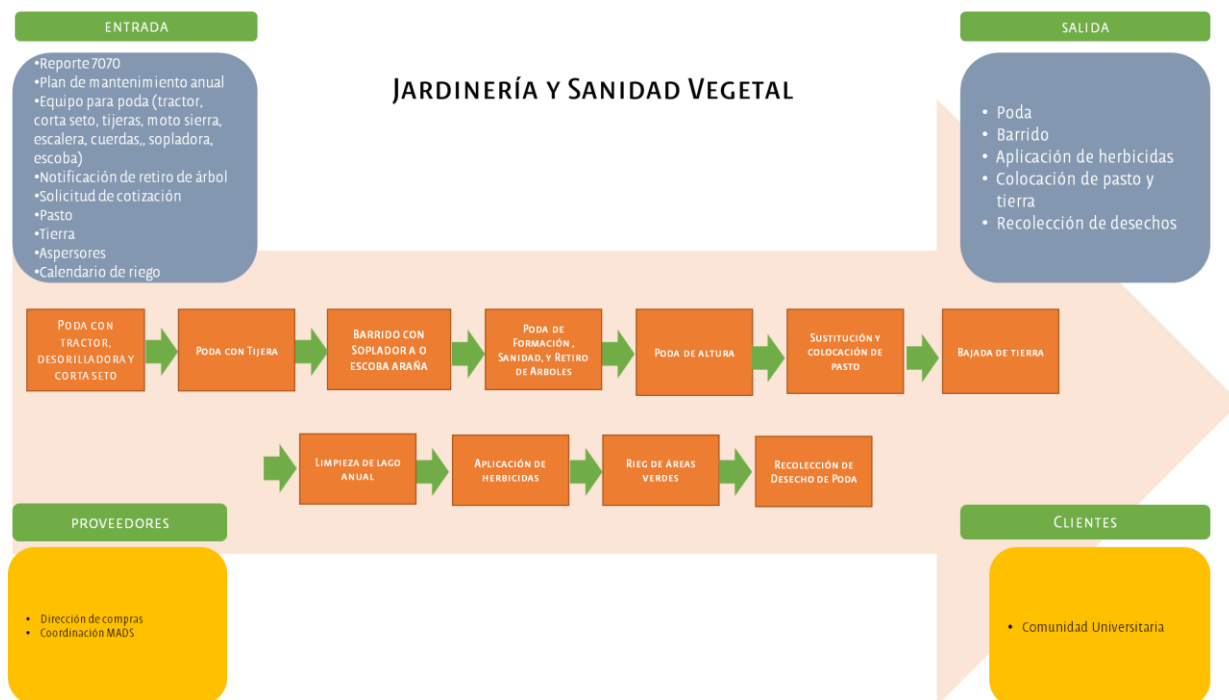 ENTRADA
•Reporte 7070
•Plan de mantenimiento anual
•Equipo para poda (tractor,
corta seto, tijeras, moto sierra,
escalera, cuerdas,, sopladora,
escoba)
•Notificación de retiro de árbol
•Solicitud de cotización
•Pasto
•Tierra
•Aspersores
•Calendario de riego
JARDINERÍA Y SANIDAD VEGETAL
SALIDA
• Poda
• Barrido
• Aplicación de herbicidas
• Colocación de pasto y
tierra
• Recolección de desechos
PODA CON
TRACTOR,
DESORILLADORA Y
CORTA SETO
PODA CON TIJERA
BARRIDO CON
SOPLADOR A O
ESCOBA ARAÑA
PODA DE
FORMACIÓN ,
SANIDAD, Y RETIRO
DE ARBOLES
PODA DE ALTURA
SUSTITUCIÓN Y
COLOCACIÓN DE
PASTO
BAJADA DE TIERRA
LIMPIEZA DE LAGO
ANUAL
APLICACIÓN DE
HERBICIDAS
RIEG DE ÁREAS
VERDES
RECOLECCIÓN DE
DESECHO DE PODA
PROVEEDORES
• Dirección de compras
• Coordinación MADS
CLIENTES
• Comunidad Universitaria